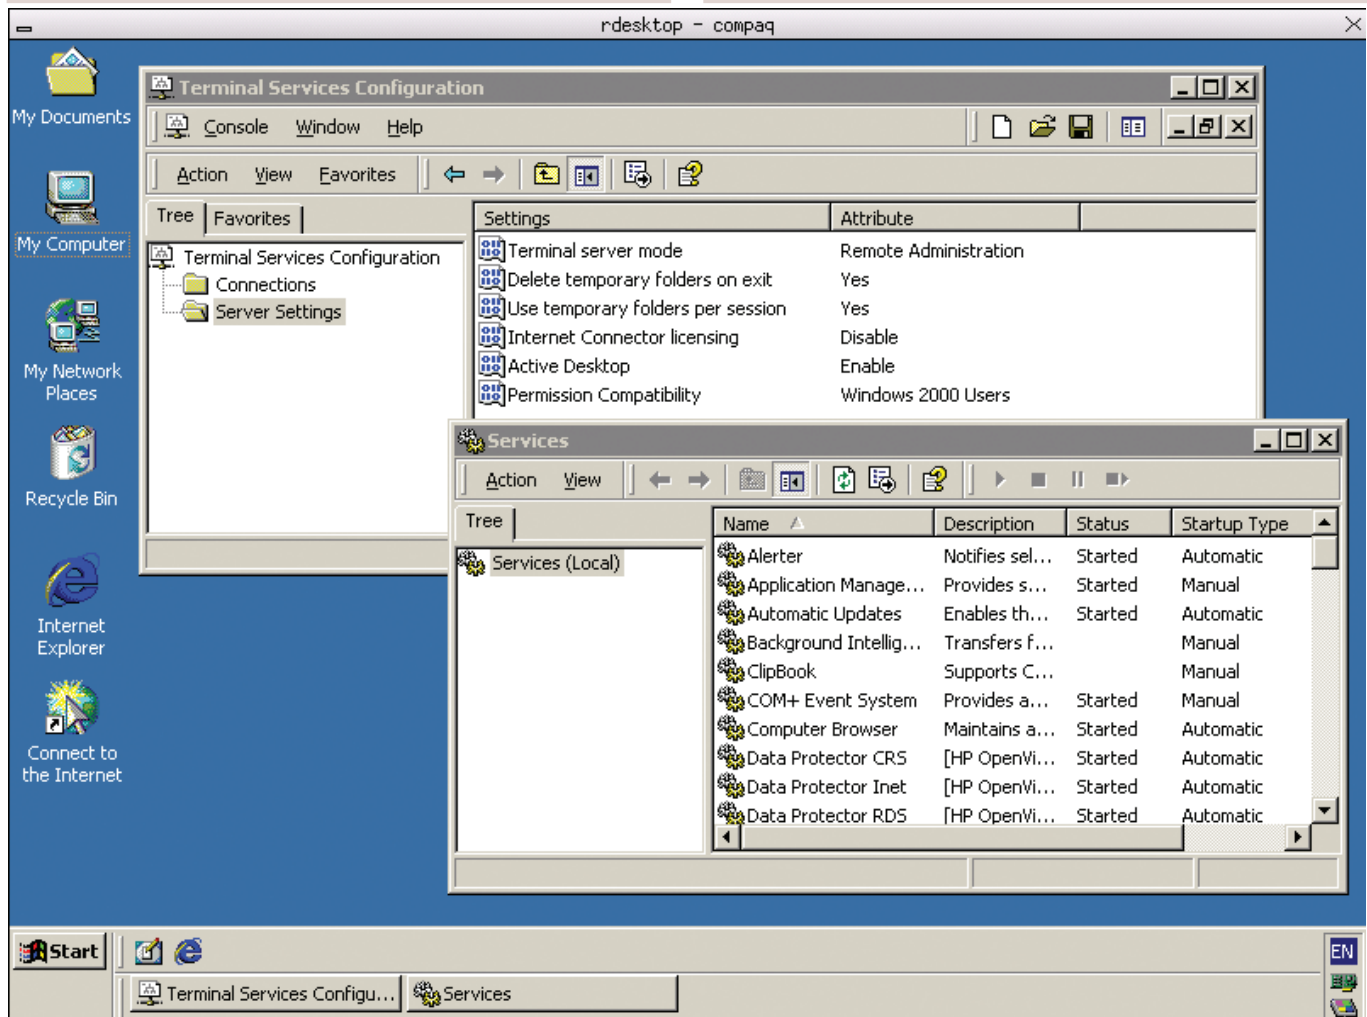 rdesktop - compaq
My Documents
My Computer
My Network
Places
Recycle Bin
Internet
Explorer
Connect to
the Internet
Terminal Services Configuration
Console Window Help
Action View Favorites
Tree Favorites
Terminal Services Configuration
Connections
Server Settings
Settings Attribute
Terminal server mode Remote Administration
Delete temporary folders on exit Yes
Use temporary folders per session Yes
Internet Connector licensing Disable
Active Desktop Enable
Permission Compatibility Windows 2000 Users
Services
Action View
Tree
Services (Local)
Name Description Status Startup Type
Alerter Notifies sel... Started Automatic
Application Manage... Provides s... Started Manual
Automatic Updates Enables th... Started Automatic
Background Intellig... Transfers f... Manual
ClipBook Supports C... Manual
COM+ Event System Provides a... Started Manual
Computer Browser Maintains a... Started Automatic
Data Protector CRS [HP OpenVi... Started Automatic
Data Protector Inet [HP OpenVi... Started Automatic
Data Protector RDS [HP OpenVi... Started Automatic
Start
EN
Terminal Services Configu... Services